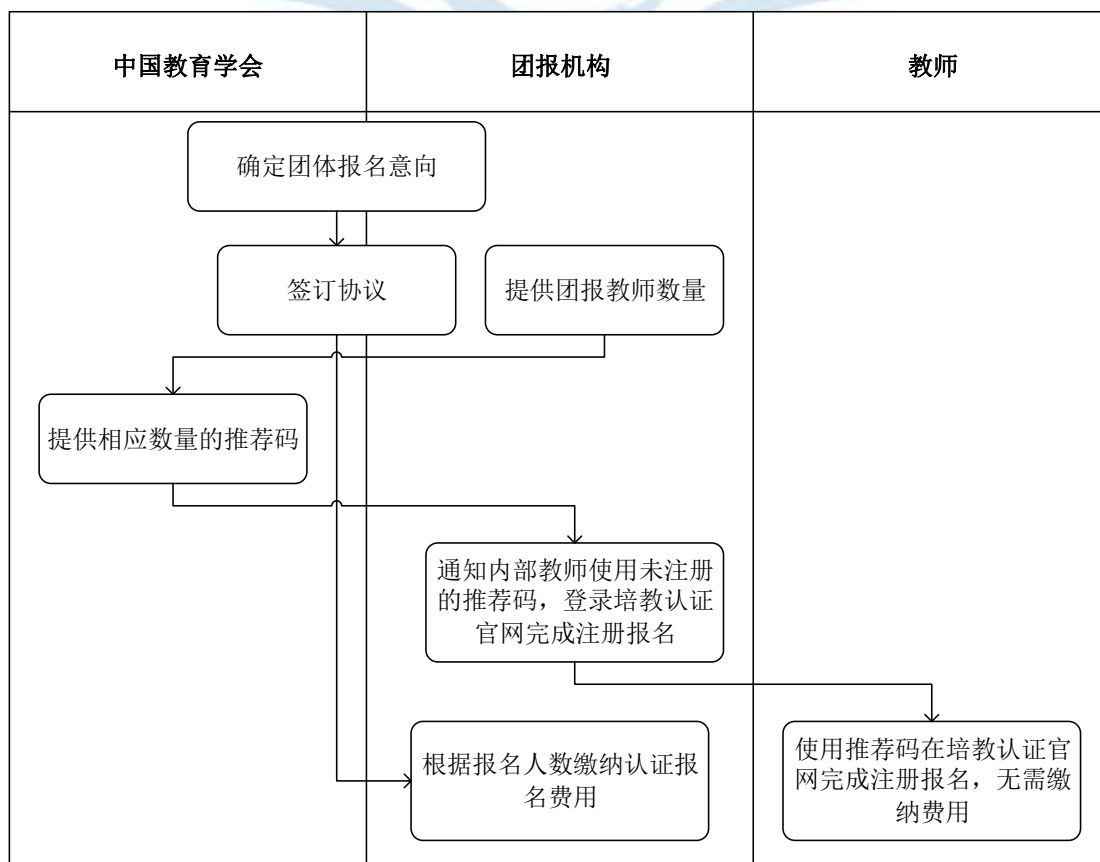 中国教育学会
团报机构
教师
确定团体报名意向
签订协议
提供团报教师数量
提供相应数量的推荐码
通知内部教师使用未注册
的推荐码，登录培教认证
官网完成注册报名
根据报名人数缴纳认证报
名费用
使用推荐码在培教认证官
网完成注册报名，无需缴
纳费用